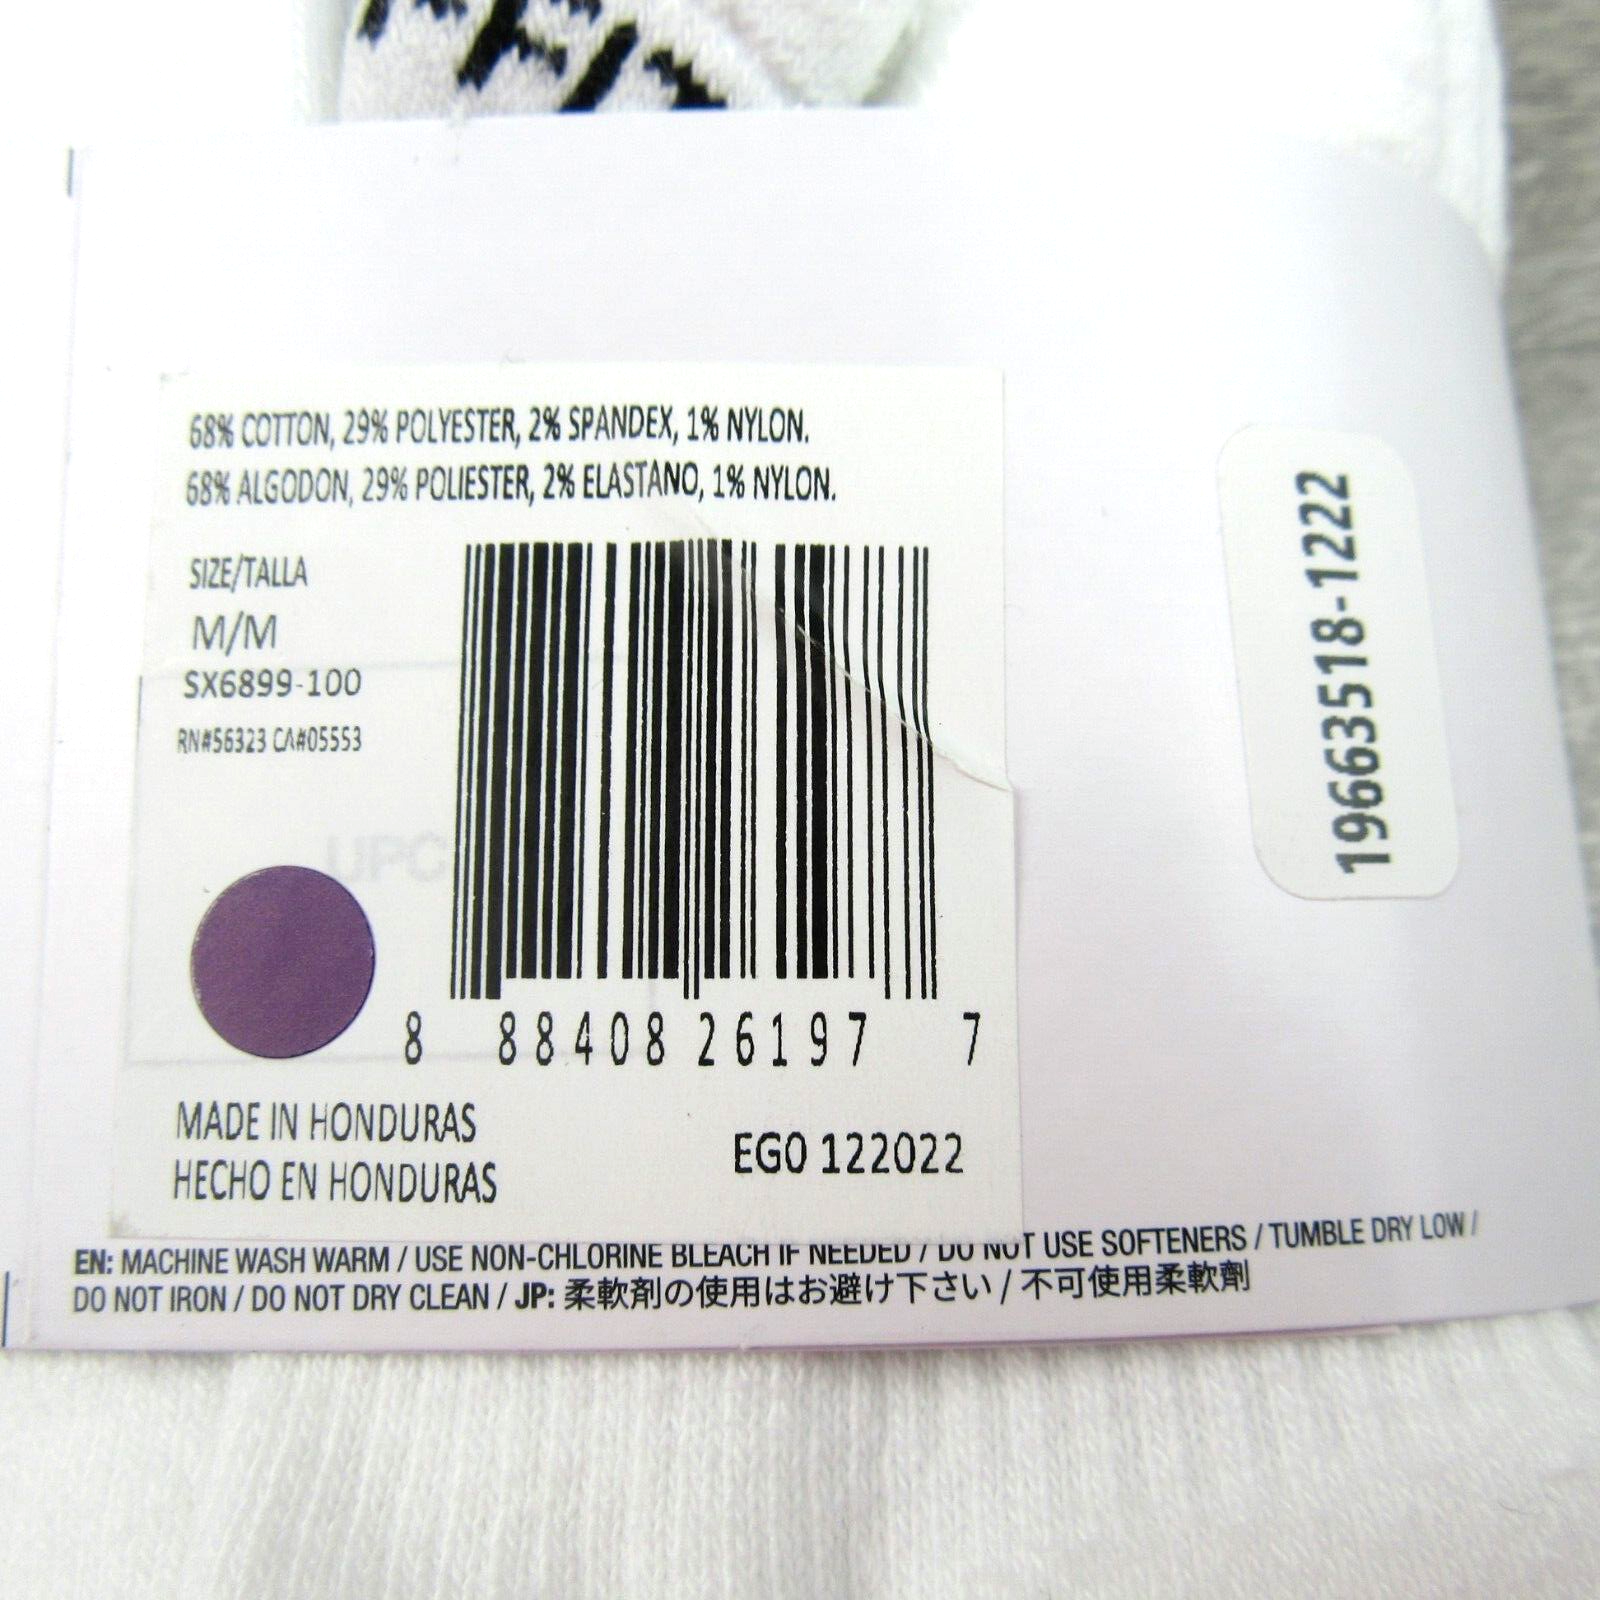 68% COTTON, 29% POLYESTER, 2% SPANDEX, 1% NYLON.
68% ALGODON, 29% POLIESTER, 2% ELASTANO, 1% NYLON.
SIZE/TALLA
M/M
SX6899-100
RN#56323 CA#05553
UPC
8 88408 26197 7
MADE IN HONDURAS
HECHO EN HONDURAS
EGO 122022
19663518-1222
EN: MACHINE WASH WARM / USE NON-CHLORINE BLEACH IF NEEDED / DO NOT USE SOFTENERS / TUMBLE DRY LOW /
DO NOT IRON / DO NOT DRY CLEAN / JP: 柔軟剤の使用はお避け下さい / 不可使用柔軟劑